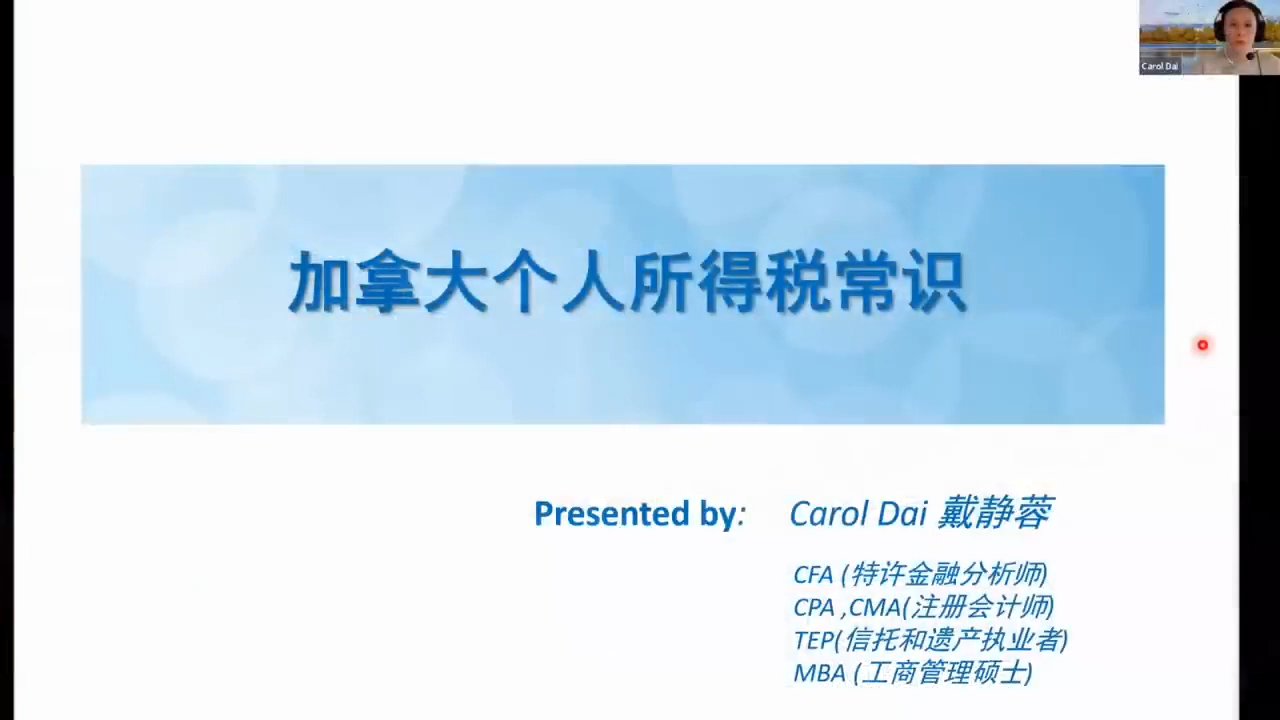 Carol Dai
加拿大个人所得税常识
Presented by: Carol Dai 戴静蓉
CFA (特许金融分析师)
CPA ,CMA(注册会计师)
TEP(信托和遗产执业者)
MBA (工商管理硕士)